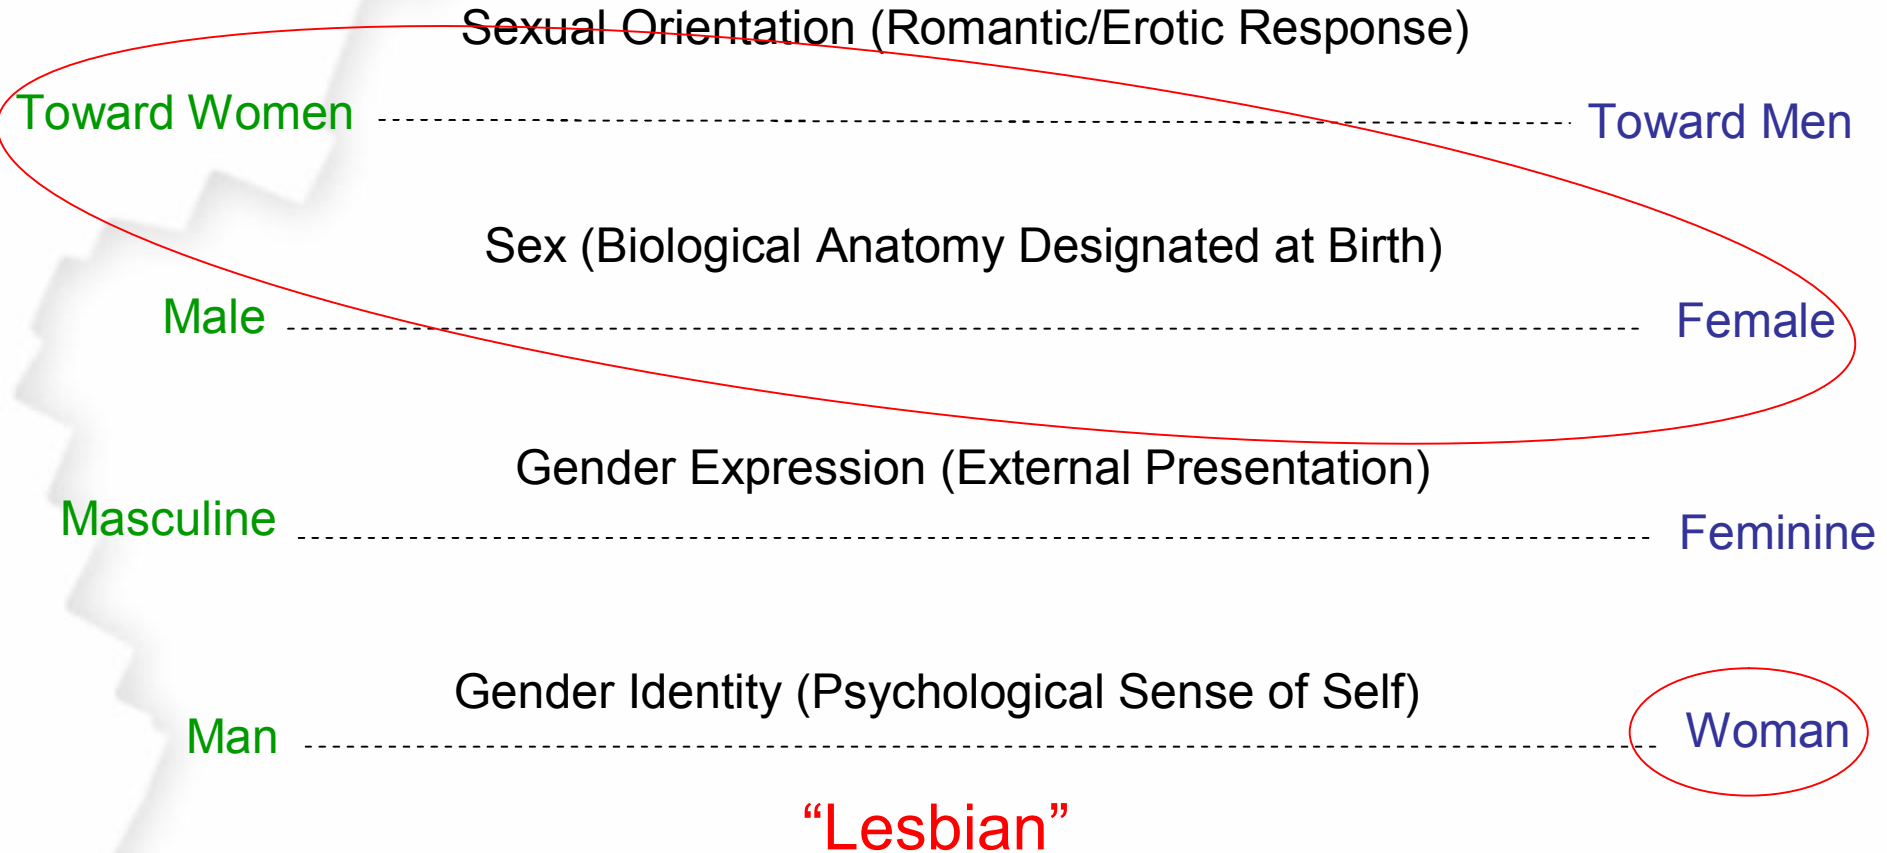 Sexual Orientation (Romantic/Erotic Response)
Toward Women Toward Men
Sex (Biological Anatomy Designated at Birth)
Male Female
Gender Expression (External Presentation)
Masculine Feminine
Gender Identity (Psychological Sense of Self)
Man Woman
“Lesbian”